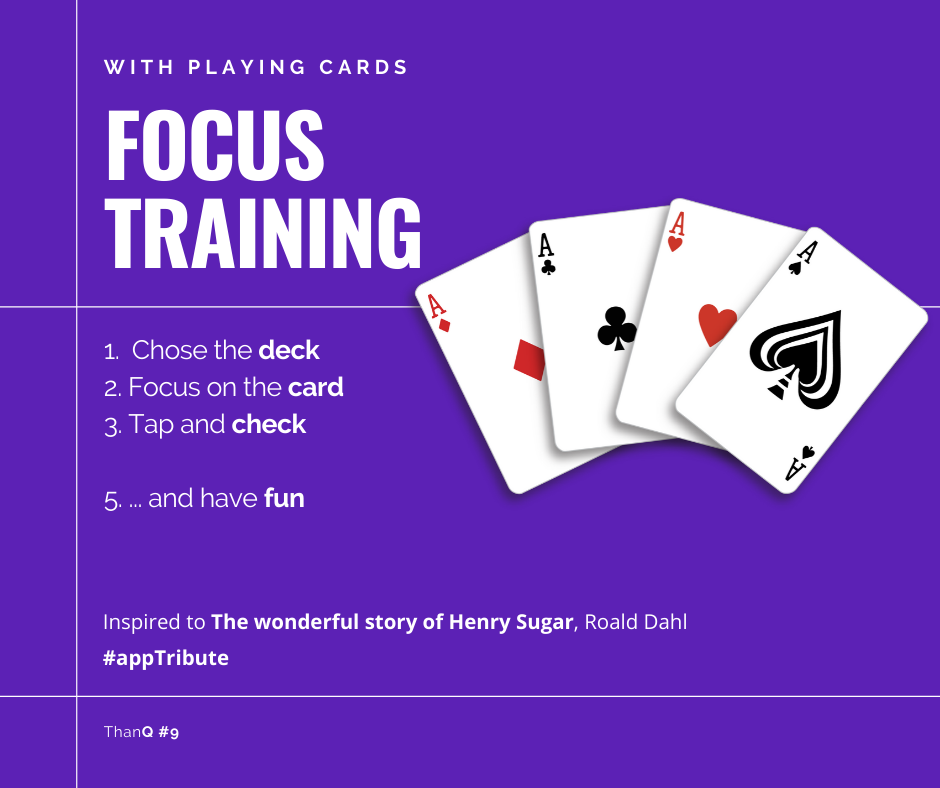 WITH PLAYING CARDS
FOCUS
TRAINING
1. Chose the deck
2. Focus on the card
3. Tap and check
5. ... and have fun
A
A
A
A
A
Inspired to The wonderful story of Henry Sugar, Roald Dahl
#appTribute
ThanQ #9